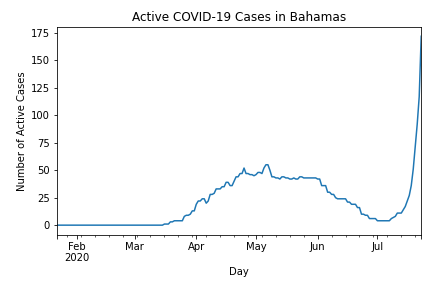 Active COVID-19 Cases in Bahamas
175
150
125
100
75
50
25
0
Number of Active Cases
Feb Mar Apr May Jun Jul
2020
Day